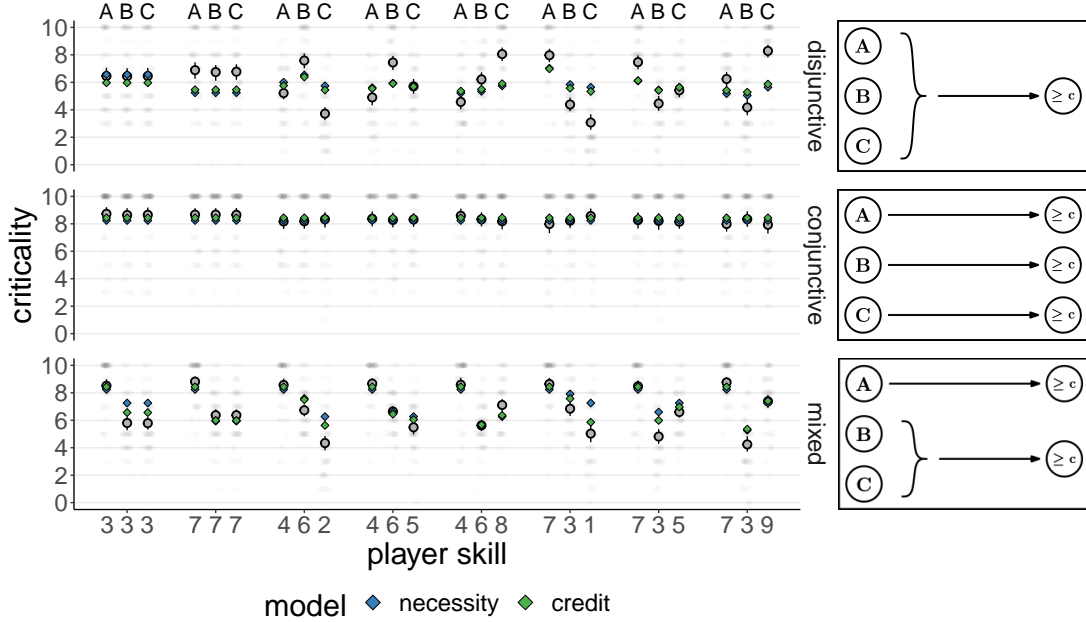 A B C A B C A B C A B C A B C A B C A B C A B C
10
8
6
4
2
0
disjunctive
A
B
C
≥ c
10
8
6
4
2
0
conjunctive
A
≥ c
B
≥ c
C
≥ c
10
8
6
4
2
0
mixed
A
≥ c
B
C
≥ c
criticality
3 3 3 7 7 7 4 6 2 4 6 5 4 6 8 7 3 1 7 3 5 7 3 9
player skill
model necessity credit